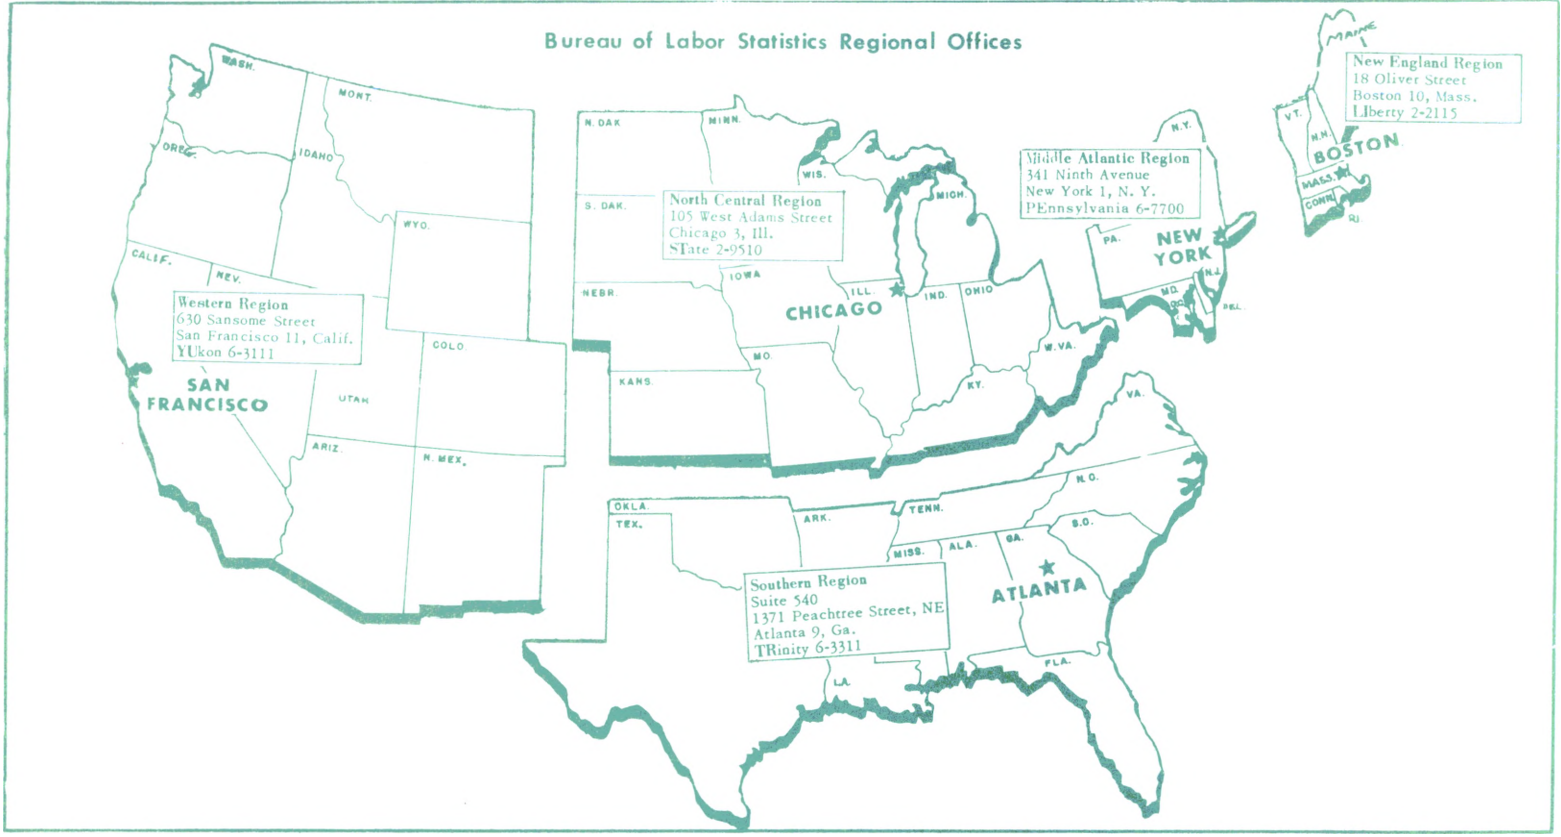 Bureau of Labor Statistics Regional Offices
MAINE
New England Region
18 Oliver Street
Boston 10, Mass.
LIberty 2-2115
VT.
N.H.
BOSTON
MASS.
CONN.
R.I.
N.Y.
Middle Atlantic Region
341 Ninth Avenue
New York 1, N. Y.
PEnnsylvania 6-7700
PA.
NEW
YORK
N.J.
MD.
D.C.
DEL.
WASH.
MONT.
OREG.
IDAHO
WYO.
CALIF.
NEV.
Western Region
630 Sansome Street
San Francisco 11, Calif.
YUkon 6-3111
SAN
FRANCISCO
UTAH
COLO.
ARIZ.
N. MEX.
N. DAK
MINN.
WIS.
MICH.
S. DAK.
North Central Region
105 West Adams Street
Chicago 3, Ill.
STate 2-9510
IOWA
NEBR.
ILL.
IND.
OHIO
CHICAGO
MO.
W. VA.
KANS.
KY.
VA.
OKLA.
TEX.
ARK.
TENN.
N.C.
S.C.
MISS.
ALA.
GA.
ATLANTA
Southern Region
Suite 540
1371 Peachtree Street, NE
Atlanta 9, Ga.
TRinity 6-3311
LA.
FLA.